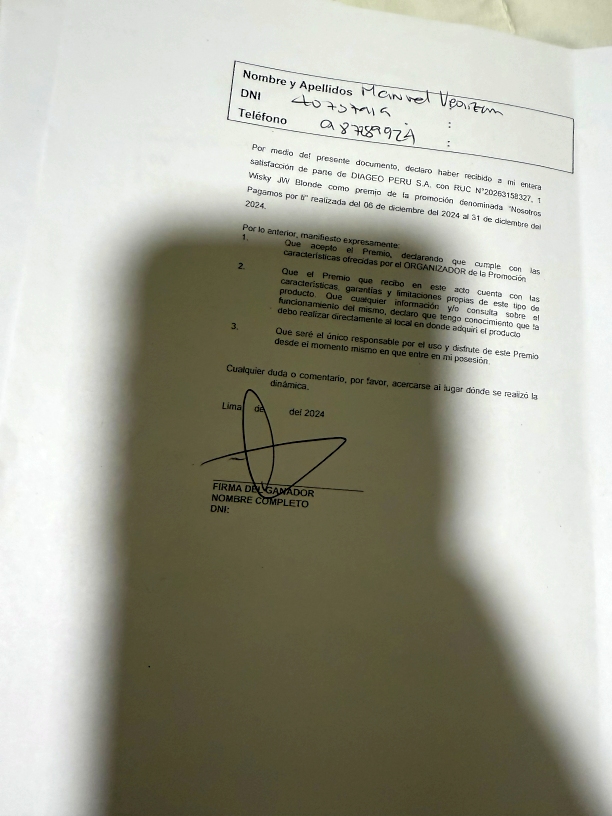 Nombre y Apellidos Manuel
DNI :
Teléfono :
Por medio del presente documento, declaro haber recibido a mi entera
satisfacción de parte de DIAGEO PERU S.A. con RUC N°20263158327, 1
Wisky JW Blonde como premio de la promoción denominada "Nosotros
Pagamos por ti" realizada del 06 de diciembre del 2024 al 31 de diciembre del
2024.
Por lo anterior, manifiesto expresamente:
1. Que acepto el Premio, declarando que cumple con las
características ofrecidas por el ORGANIZADOR de la Promoción
2. Que el Premio que recibo en este acto cuenta con las
características, garantías y limitaciones propias de este tipo de
producto. Que cualquier información y/o consulta sobre el
funcionamiento del mismo, declaro que tengo conocimiento que la
debo realizar directamente al local en donde adquirí el producto
3. Que seré el único responsable por el uso y disfrute de este Premio
desde el momento mismo en que entre en mi posesión.
Cualquier duda o comentario, por favor, acercarse al lugar dónde se realizó la
dinámica.
Lima de del 2024
FIRMA DEL GANADOR
NOMBRE COMPLETO
DNI: